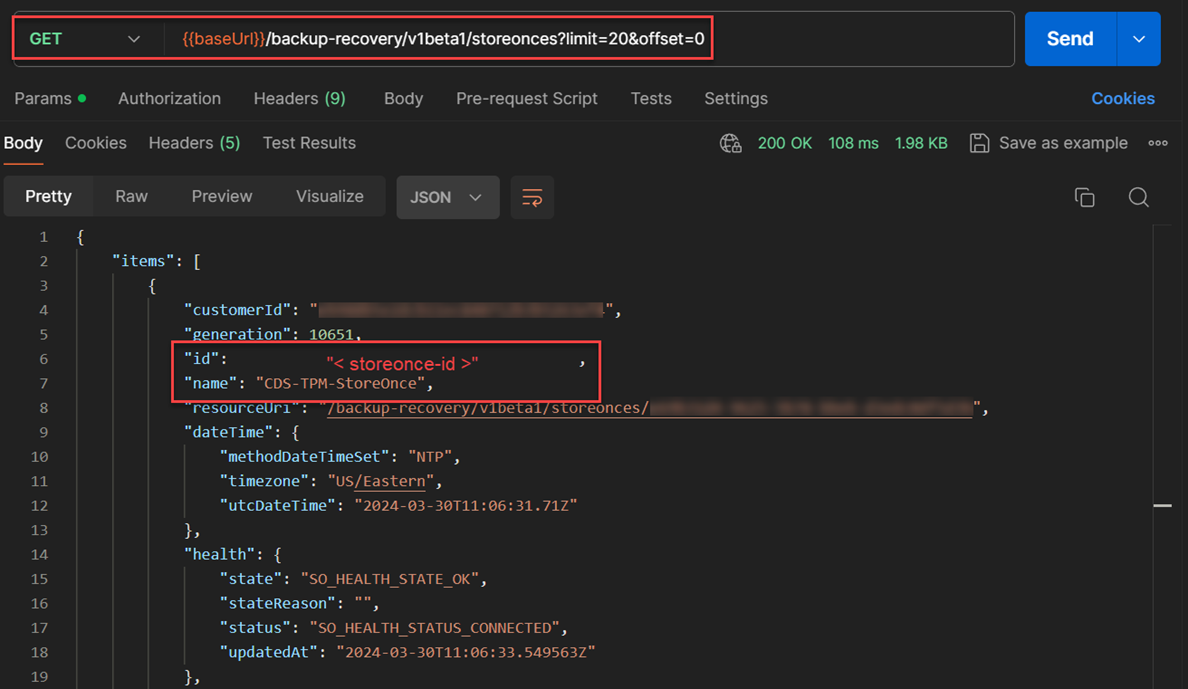 GET {{baseUrl}}/backup-recovery/v1beta1/storeonces?limit=20&offset=0 Send
Params Authorization Headers (9) Body Pre-request Script Tests Settings Cookies
Body Cookies Headers (5) Test Results 200 OK 108 ms 1.98 KB Save as example
Pretty Raw Preview Visualize JSON
1 {
2 "items": [
3 {
4 "customerId": "",
5 "generation": 10651,
6 "id": "< storeonce-id >" ,
7 "name": "CDS-TPM-StoreOnce",
8 "resourceUri": "/backup-recovery/v1beta1/storeonces/",
9 "dateTime": {
10 "methodDateTimeSet": "NTP",
11 "timezone": "US/Eastern",
12 "utcDateTime": "2024-03-30T11:06:31.71Z"
13 },
14 "health": {
15 "state": "SO_HEALTH_STATE_OK",
16 "stateReason": "",
17 "status": "SO_HEALTH_STATUS_CONNECTED",
18 "updatedAt": "2024-03-30T11:06:33.549563Z"
19 },